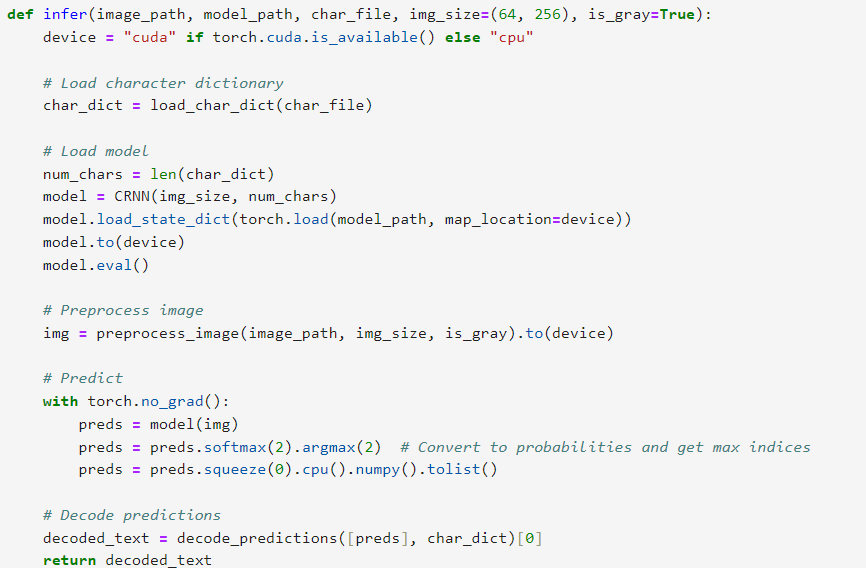 def infer(image_path, model_path, char_file, img_size=(64, 256), is_gray=True):
    device = "cuda" if torch.cuda.is_available() else "cpu"

    # Load character dictionary
    char_dict = load_char_dict(char_file)

    # Load model
    num_chars = len(char_dict)
    model = CRNN(img_size, num_chars)
    model.load_state_dict(torch.load(model_path, map_location=device))
    model.to(device)
    model.eval()

    # Preprocess image
    img = preprocess_image(image_path, img_size, is_gray).to(device)

    # Predict
    with torch.no_grad():
        preds = model(img)
        preds = preds.softmax(2).argmax(2)  # Convert to probabilities and get max indices
        preds = preds.squeeze(0).cpu().numpy().tolist()

    # Decode predictions
    decoded_text = decode_predictions([preds], char_dict)[0]
    return decoded_text